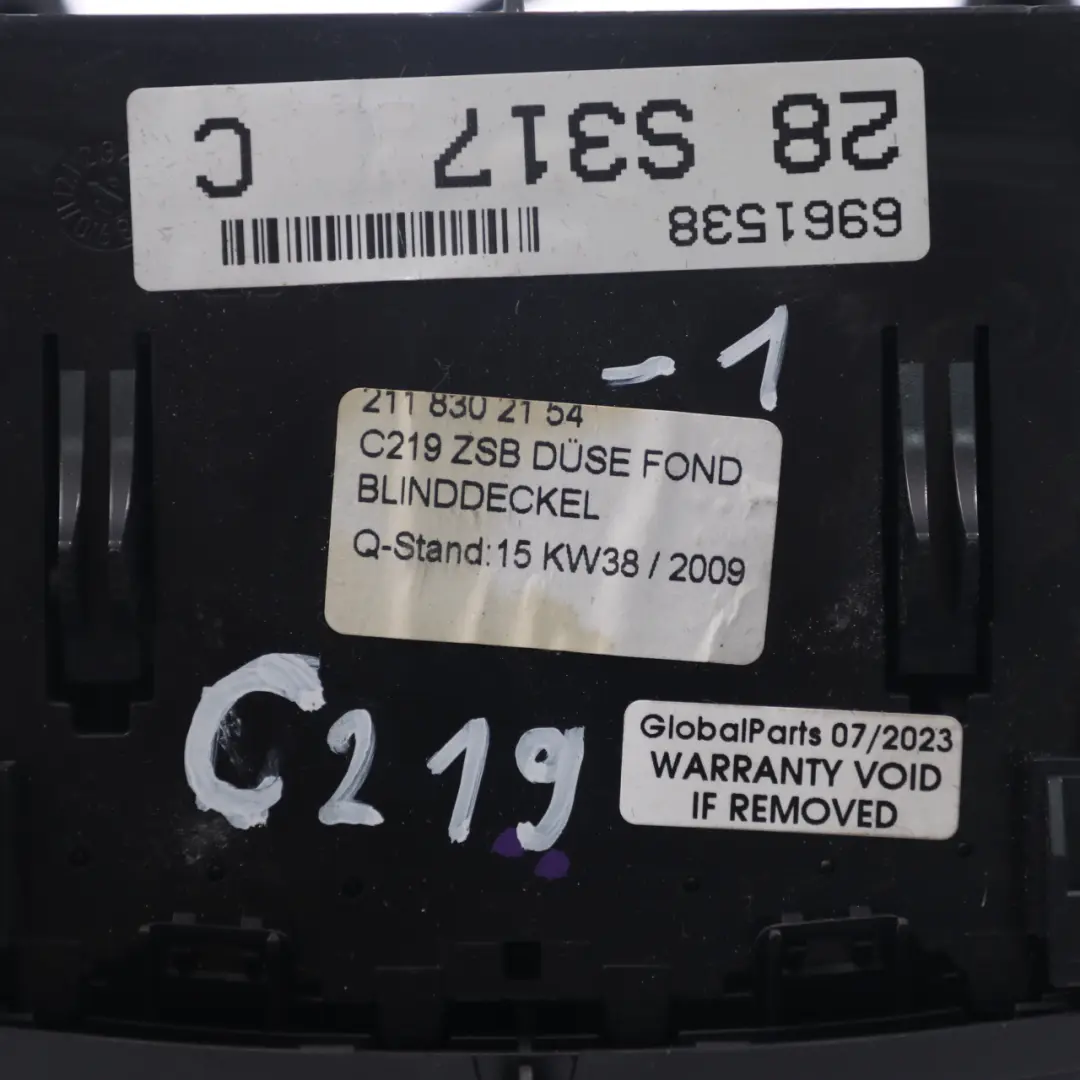 28 S317 C
6961538
-1
211 830 21 54
C219 ZSB DÜSE FOND
BLINDDECKEL
Q-Stand:15 KW38 / 2009
C219
GlobalParts 07/2023
WARRANTY VOID
IF REMOVED